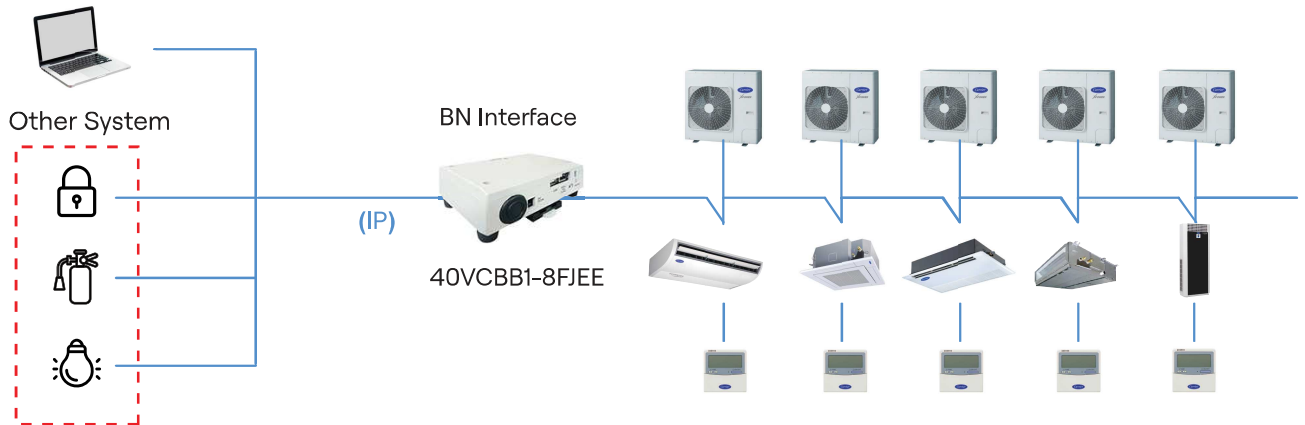 Other System
BN Interface
(IP)
40VCBB1-8FJEE